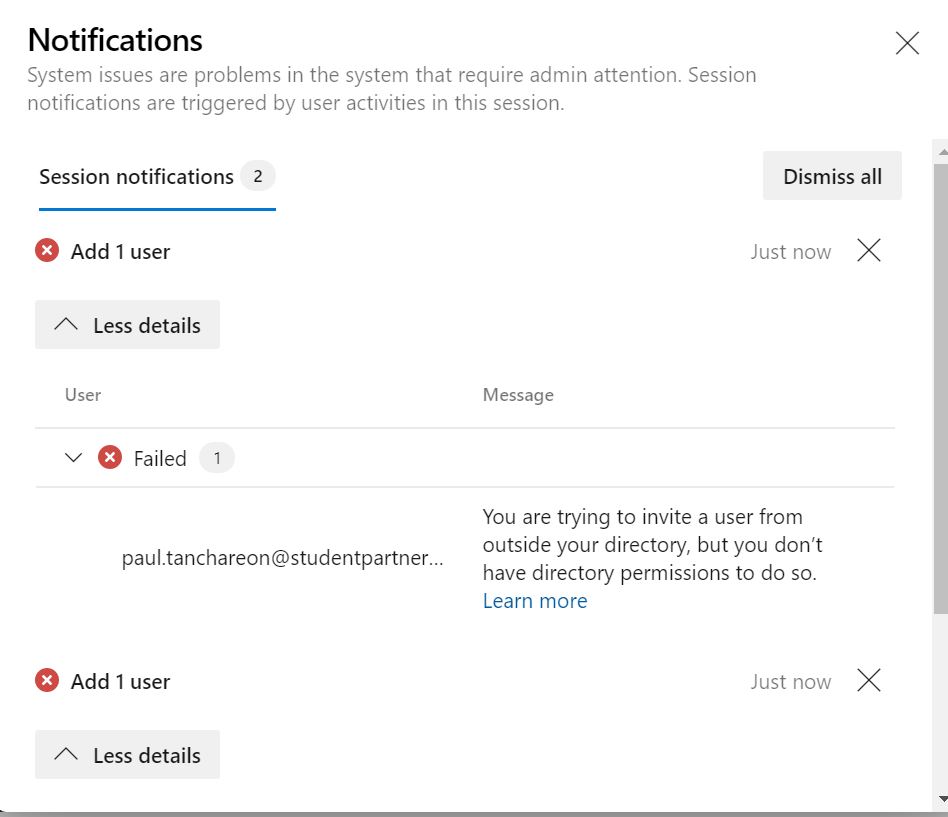 Notifications
System issues are problems in the system that require admin attention. Session
notifications are triggered by user activities in this session.
Session notifications 2
Dismiss all
Add 1 user
Just now
Less details
User
Message
Failed 1
paul.tanchareon@studentpartner...
You are trying to invite a user from
outside your directory, but you don’t
have directory permissions to do so.
Learn more
Add 1 user
Just now
Less details